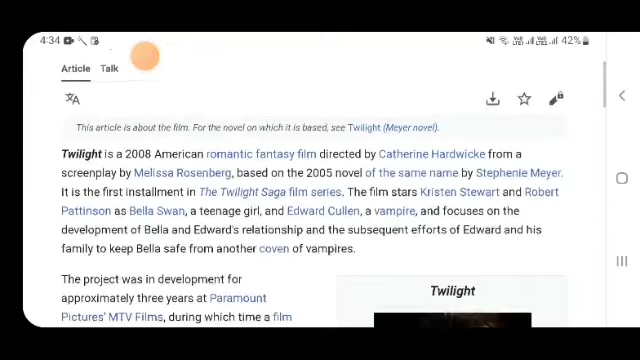 4:34 42%
Article Talk
This article is about the film. For the novel on which it is based, see Twilight (Meyer novel).
Twilight is a 2008 American romantic fantasy film directed by Catherine Hardwicke from a
screenplay by Melissa Rosenberg, based on the 2005 novel of the same name by Stephenie Meyer.
It is the first installment in The Twilight Saga film series. The film stars Kristen Stewart and Robert
Pattinson as Bella Swan, a teenage girl, and Edward Cullen, a vampire, and focuses on the
development of Bella and Edward's relationship and the subsequent efforts of Edward and his
family to keep Bella safe from another coven of vampires.
The project was in development for
approximately three years at Paramount
Pictures' MTV Films, during which time a film
Twilight